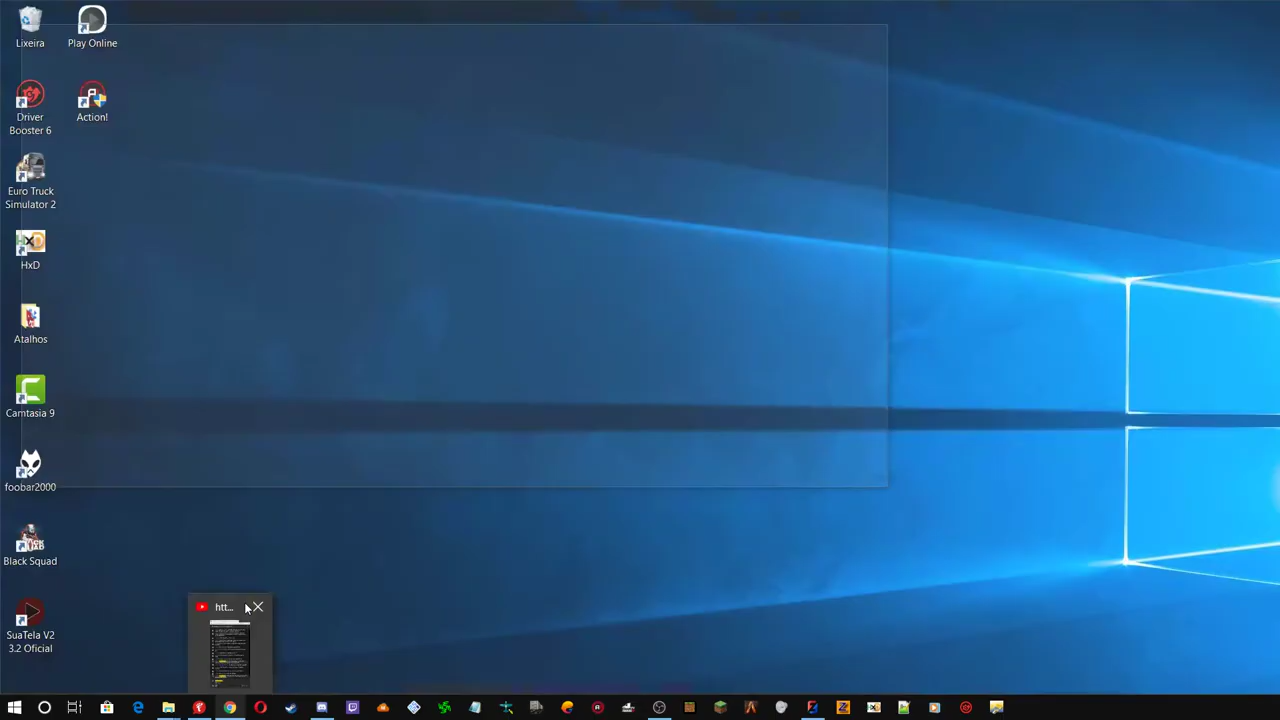 Lixeira
Play Online
Driver
Booster 6
Action!
Euro Truck
Simulator 2
HxD
Atalhos
Camtasia 9
foobar2000
Black Squad
SuaTela V2
3.2 Oficial
htt...